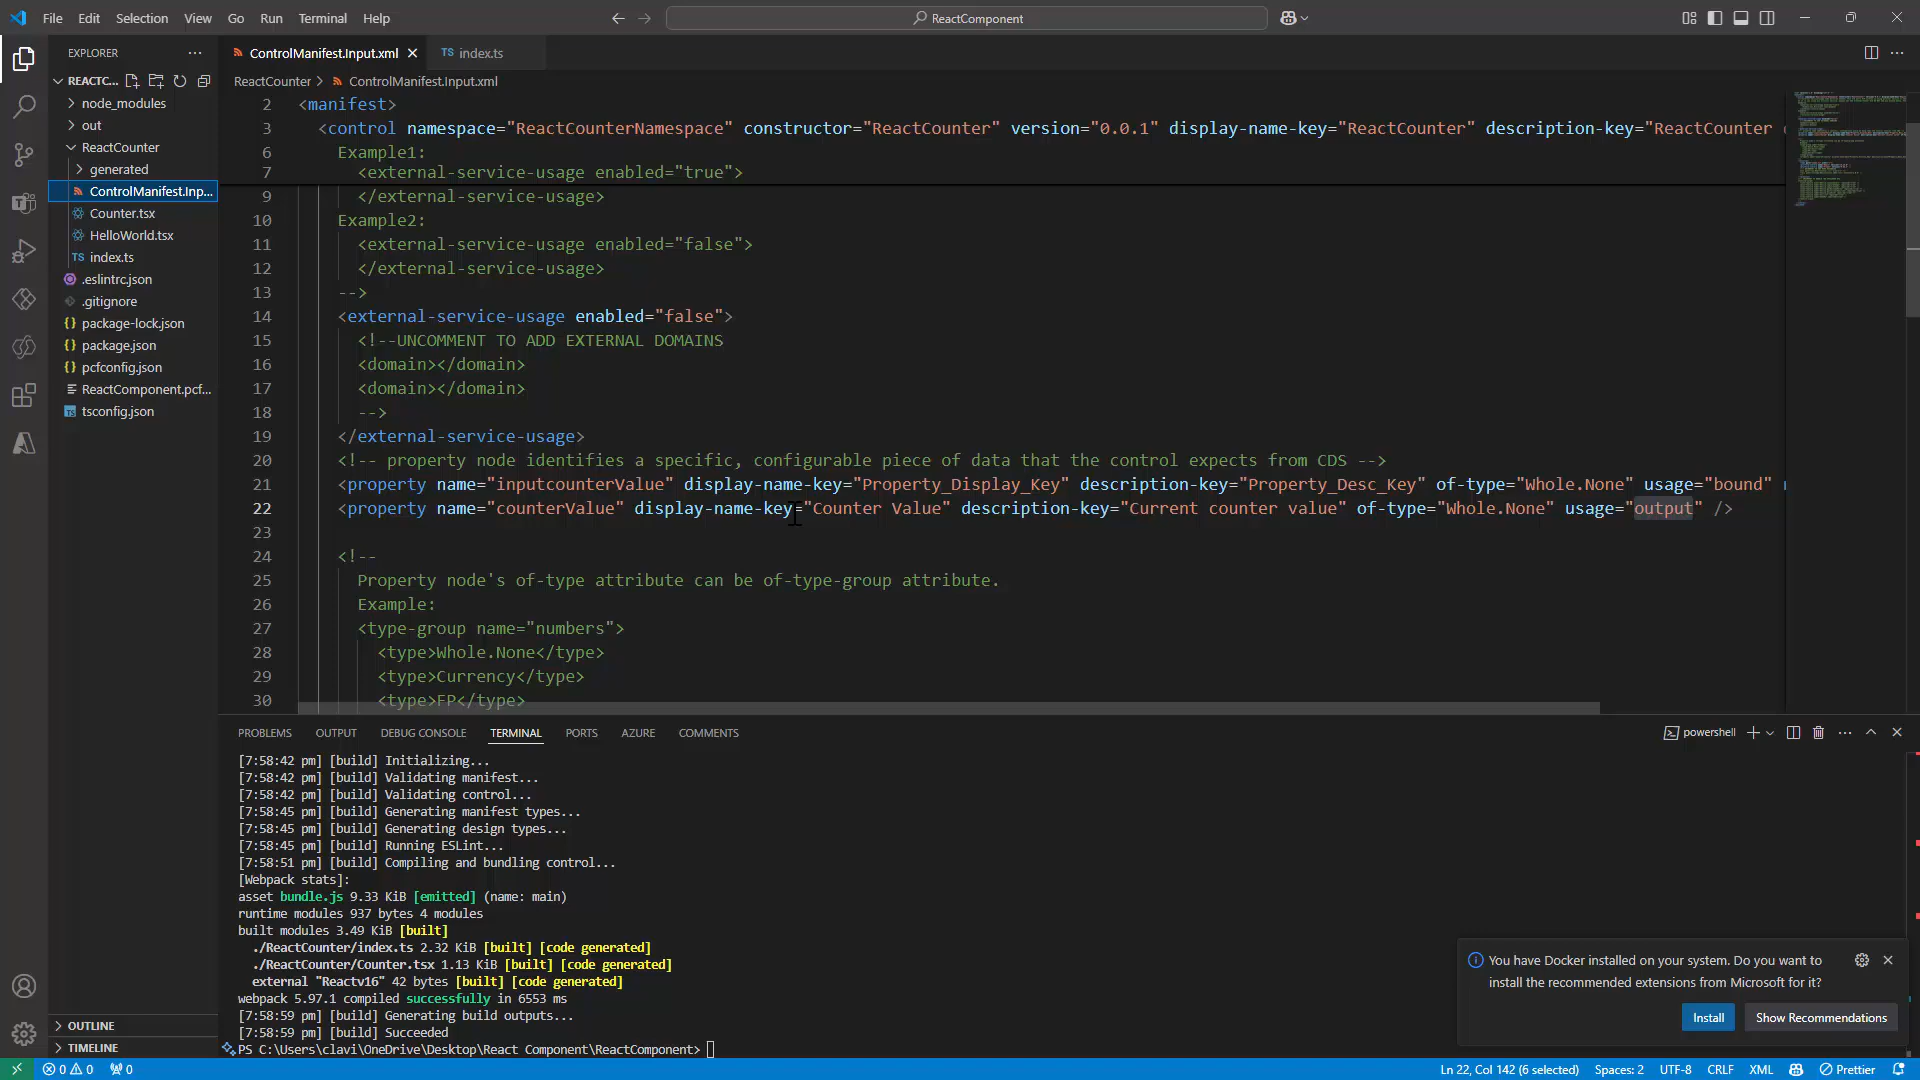 File Edit Selection View Go Run Terminal Help
ReactComponent
EXPLORER
REACTC...
node_modules
out
ReactCounter
generated
ControlManifest.Inp...
Counter.tsx
HelloWorld.tsx
TS index.ts
.eslintrc.json
.gitignore
{} package-lock.json
{} package.json
{} pcfconfig.json
ReactComponent.pcf...
TS tsconfig.json
OUTLINE
TIMELINE
ControlManifest.Input.xml
TS index.ts
ReactCounter > ControlManifest.Input.xml
2 <manifest>
3 <control namespace="ReactCounterNamespace" constructor="ReactCounter" version="0.0.1" display-name-key="ReactCounter" description-key="ReactCounter
6 Example1:
7 <external-service-usage enabled="true">
9 </external-service-usage>
10 Example2:
11 <external-service-usage enabled="false">
12 </external-service-usage>
13 -->
14 <external-service-usage enabled="false">
15 <!--UNCOMMENT TO ADD EXTERNAL DOMAINS
16 <domain></domain>
17 <domain></domain>
18 -->
19 </external-service-usage>
20 <!-- property node identifies a specific, configurable piece of data that the control expects from CDS -->
21 <property name="inputcounterValue" display-name-key="Property_Display_Key" description-key="Property_Desc_Key" of-type="Whole.None" usage="bound"
22 <property name="counterValue" display-name-key="Counter Value" description-key="Current counter value" of-type="Whole.None" usage="output" />
23
24 <!--
25 Property node's of-type attribute can be of-type-group attribute.
26 Example:
27 <type-group name="numbers">
28 <type>Whole.None</type>
29 <type>Currency</type>
30 <type>FP</type>
PROBLEMS OUTPUT DEBUG CONSOLE TERMINAL PORTS AZURE COMMENTS
powershell
[7:58:42 pm] [build] Initializing...
[7:58:42 pm] [build] Validating manifest...
[7:58:42 pm] [build] Validating control...
[7:58:45 pm] [build] Generating manifest types...
[7:58:45 pm] [build] Generating design types...
[7:58:45 pm] [build] Running ESLint...
[7:58:51 pm] [build] Compiling and bundling control...
[Webpack stats]:
asset bundle.js 9.33 KiB [emitted] (name: main)
runtime modules 937 bytes 4 modules
built modules 3.49 KiB [built]
./ReactCounter/index.ts 2.32 KiB [built] [code generated]
./ReactCounter/Counter.tsx 1.13 KiB [built] [code generated]
external "Reactv16" 42 bytes [built] [code generated]
webpack 5.97.1 compiled successfully in 6553 ms
[7:58:59 pm] [build] Generating build outputs...
[7:58:59 pm] [build] Succeeded
PS C:\Users\clavi\OneDrive\Desktop\React Component\ReactComponent>
You have Docker installed on your system. Do you want to
install the recommended extensions from Microsoft for it?
Install
Show Recommendations
0 0 0
Ln 22, Col 142 (6 selected) Spaces: 2 UTF-8 CRLF XML Prettier